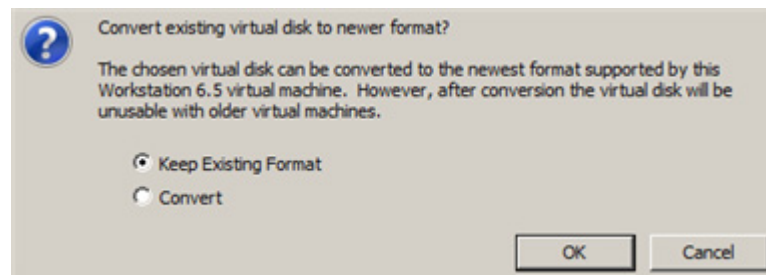 Convert existing virtual disk to newer format?
The chosen virtual disk can be converted to the newest format supported by this
Workstation 6.5 virtual machine. However, after conversion the virtual disk will be
unusable with older virtual machines.
Keep Existing Format
Convert
OK Cancel